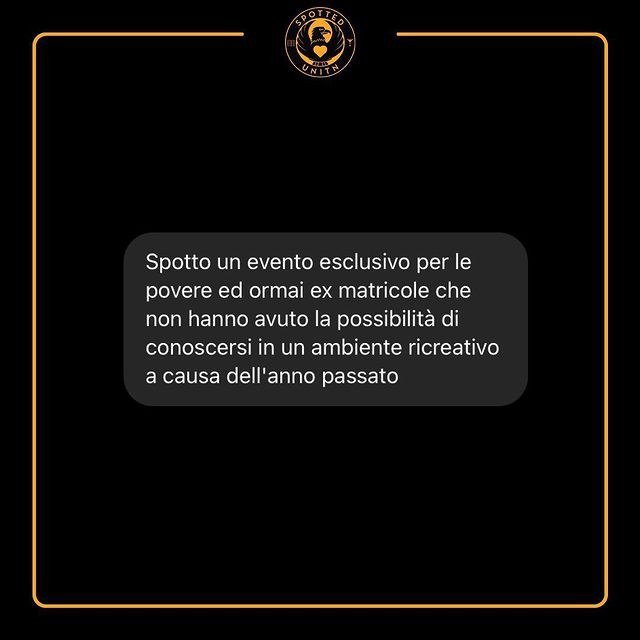 SPOTTED
UNITN
Spotto un evento esclusivo per le
povere ed ormai ex matricole che
non hanno avuto la possibilità di
conoscersi in un ambiente ricreativo
a causa dell'anno passato